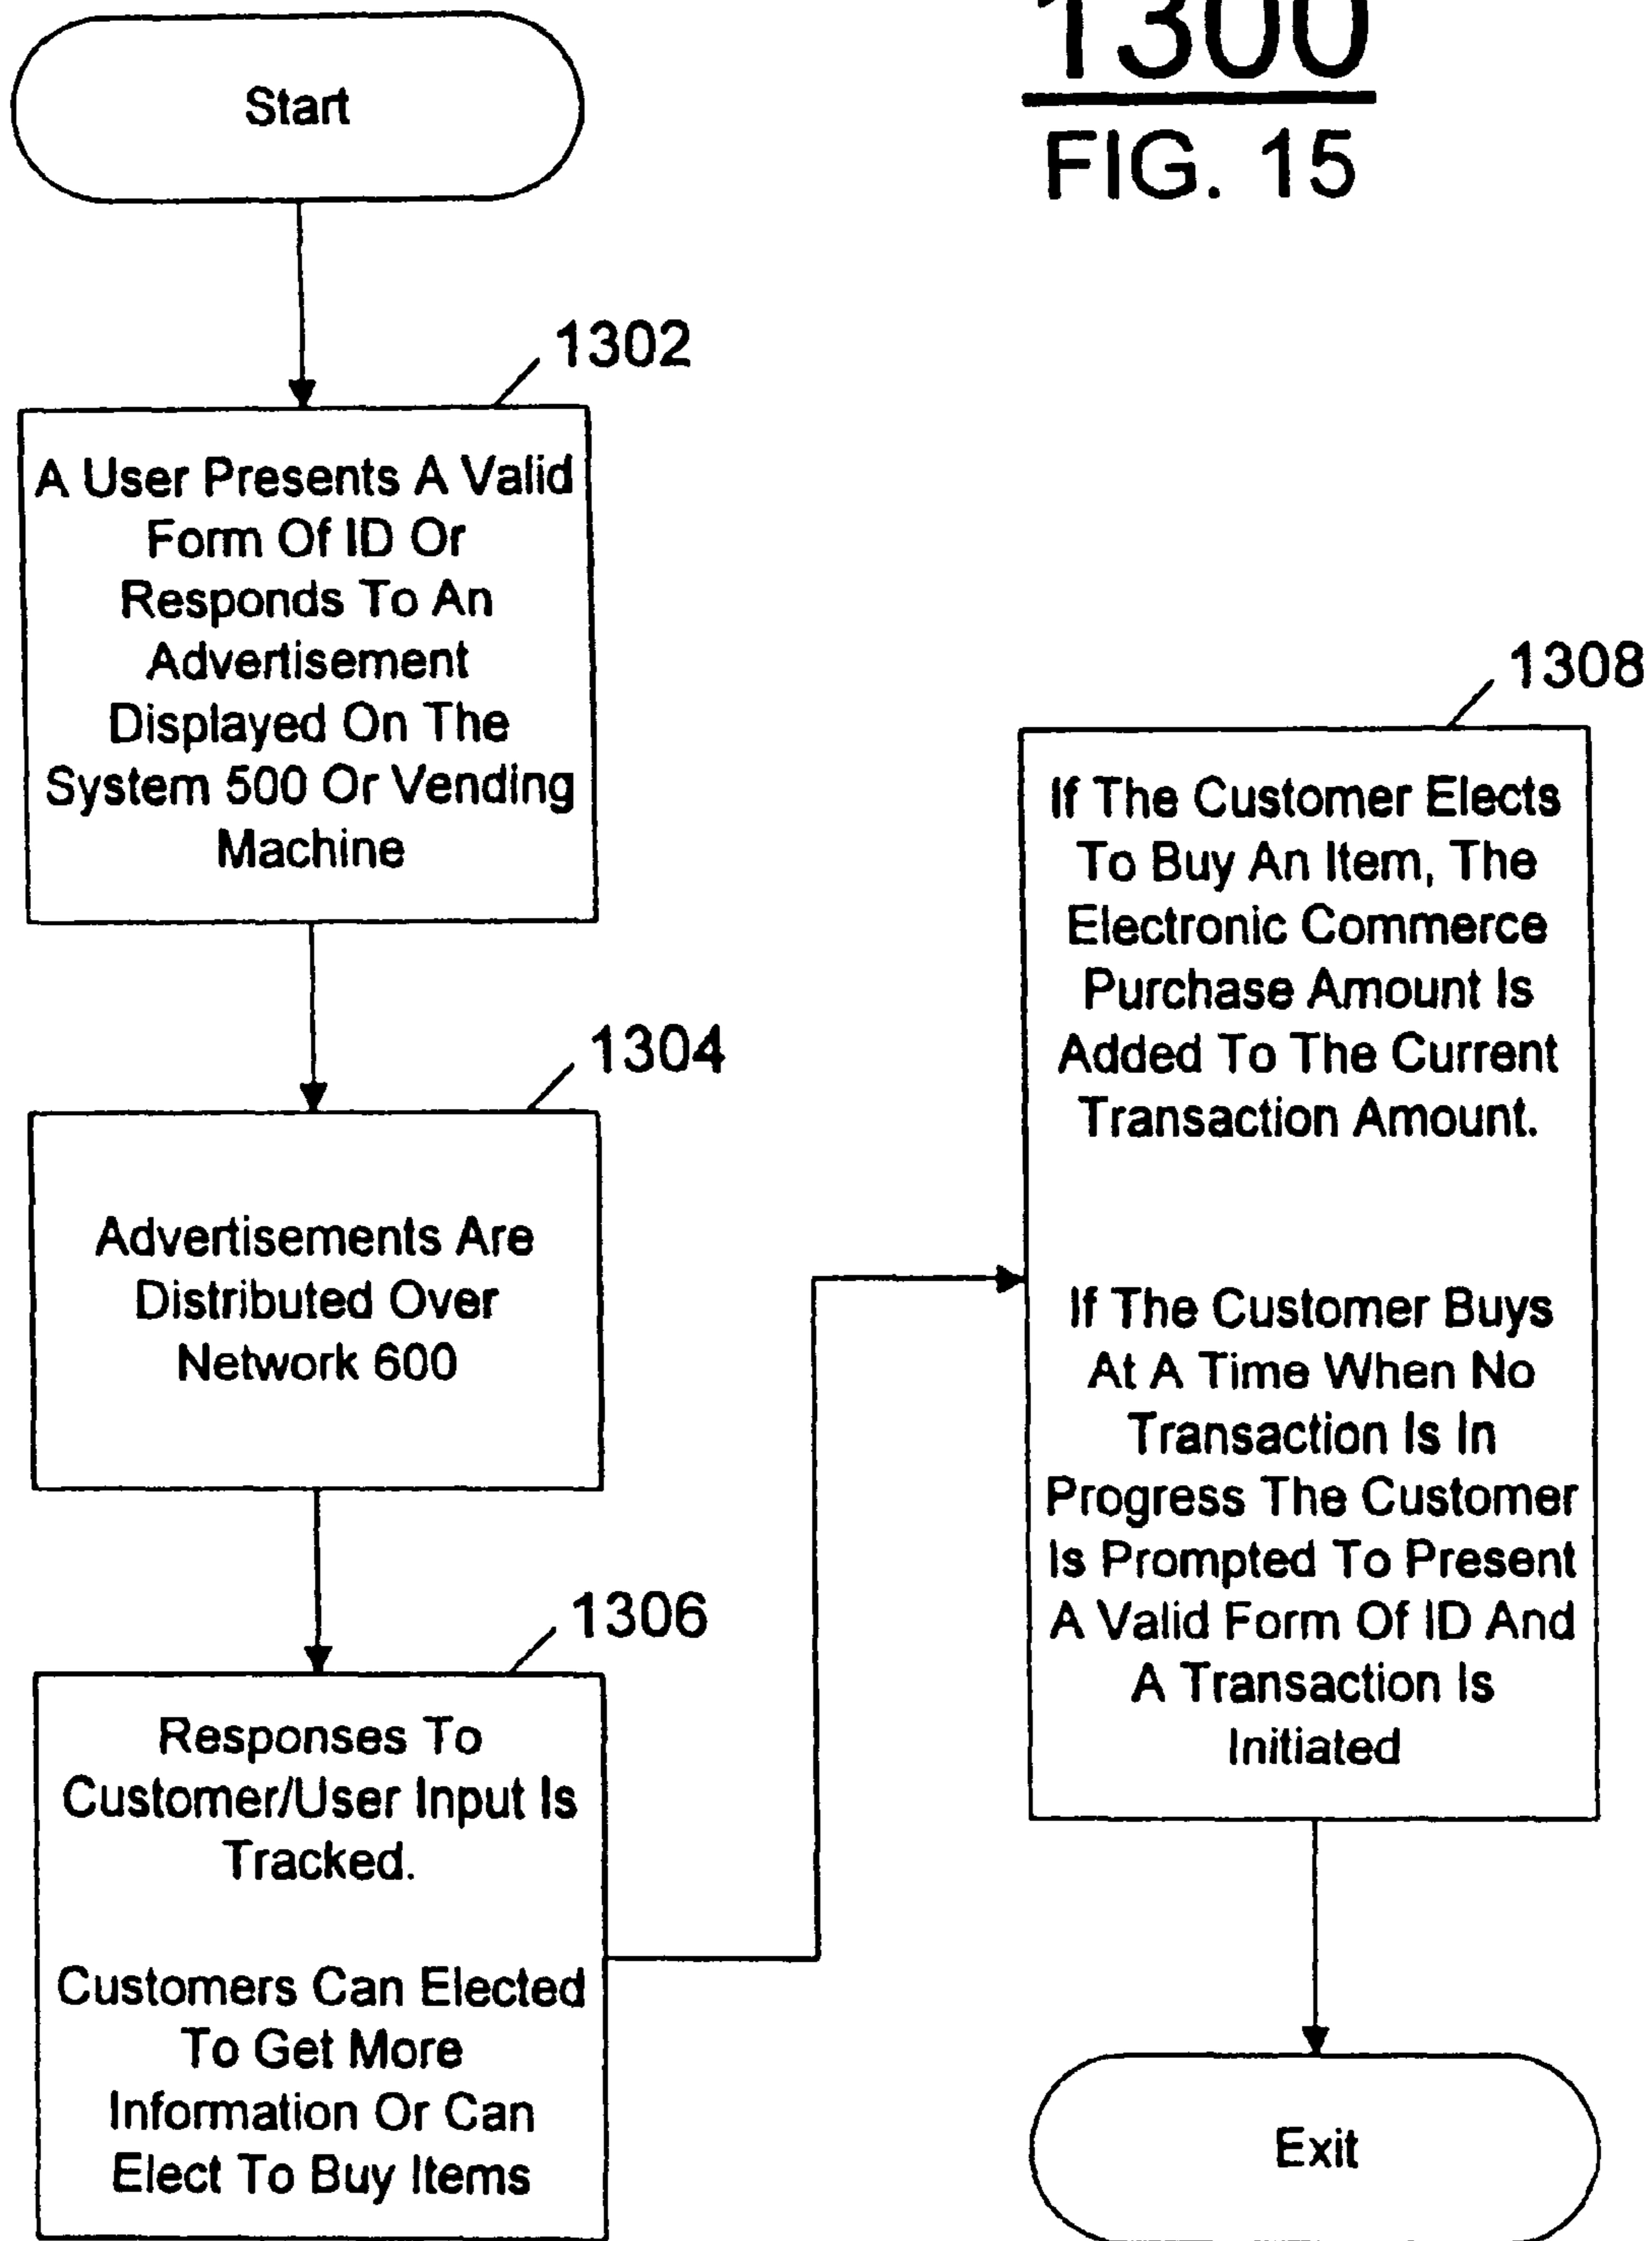 1300
FIG. 15
Start
1302
A User Presents A Valid
Form Of ID Or
Responds To An
Advertisement
Displayed On The
System 500 Or Vending
Machine
1304
Advertisements Are
Distributed Over
Network 600
1306
Responses To
Customer/User Input Is
Tracked.
Customers Can Elected
To Get More
Information Or Can
Elect To Buy Items
1308
If The Customer Elects
To Buy An Item, The
Electronic Commerce
Purchase Amount Is
Added To The Current
Transaction Amount.
If The Customer Buys
At A Time When No
Transaction Is In
Progress The Customer
Is Prompted To Present
A Valid Form Of ID And
A Transaction Is
Initiated
Exit